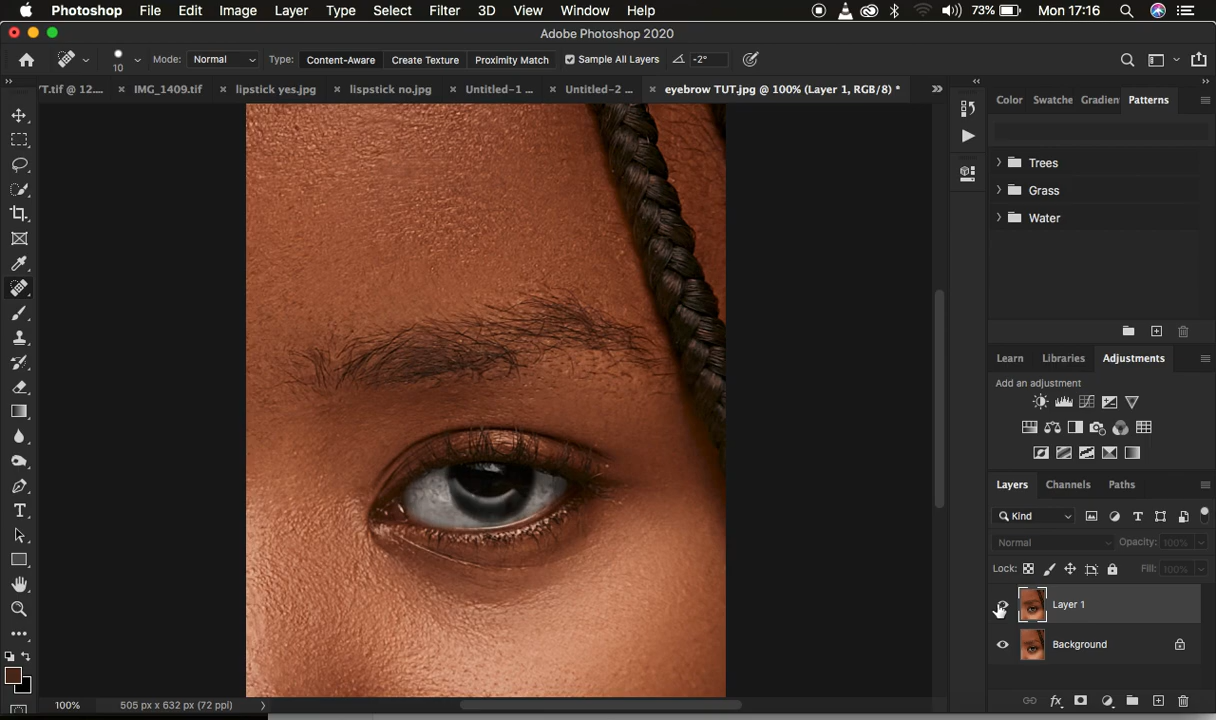 Photoshop File Edit Image Layer Type Select Filter 3D View Window Help 73% Mon 17:16
Adobe Photoshop 2020
10 Mode: Normal Type: Content-Aware Create Texture Proximity Match Sample All Layers -2°
T.tif @ 12.... IMG_1409.tif lipstick yes.jpg lispstick no.jpg Untitled-1 ... Untitled-2 ... eyebrow TUT.jpg @ 100% (Layer 1, RGB/8) *
Color Swatche Gradien Patterns
Trees
Grass
Water
Learn Libraries Adjustments
Add an adjustment
Layers Channels Paths
Kind
Normal Opacity: 100%
Lock: Fill: 100%
Layer 1
Background
100% 505 px x 632 px (72 ppi)